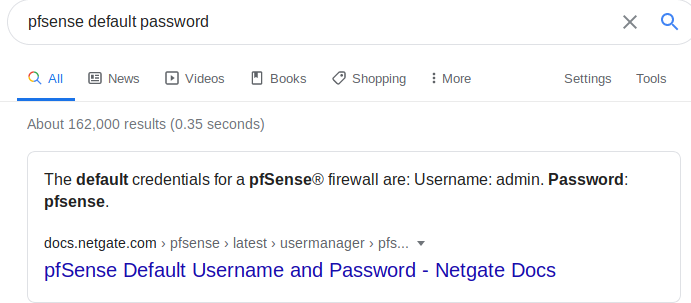 pfsense default password
All News Videos Books Shopping More Settings Tools
About 162,000 results (0.35 seconds)
The default credentials for a pfSense® firewall are: Username: admin. Password:
pfsense.
docs.netgate.com › pfsense › latest › usermanager › pfs...
pfSense Default Username and Password - Netgate Docs